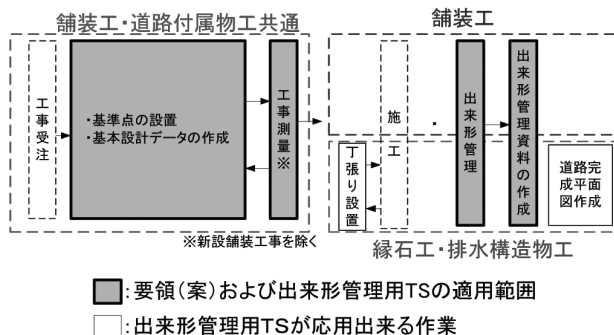 舗装工・道路付属物工共通
舗装工
工事受注
・基準点の設置
・基本設計データの作成
工事測量※
施工
出来形管理
出来形管理資料の作成
丁張り設置
道路完
成平面
図作成
※新設舗装工事を除く
縁石工・排水構造物工
:要領(案)および出来形管理用TSの適用範囲
:出来形管理用TSが応用出来る作業